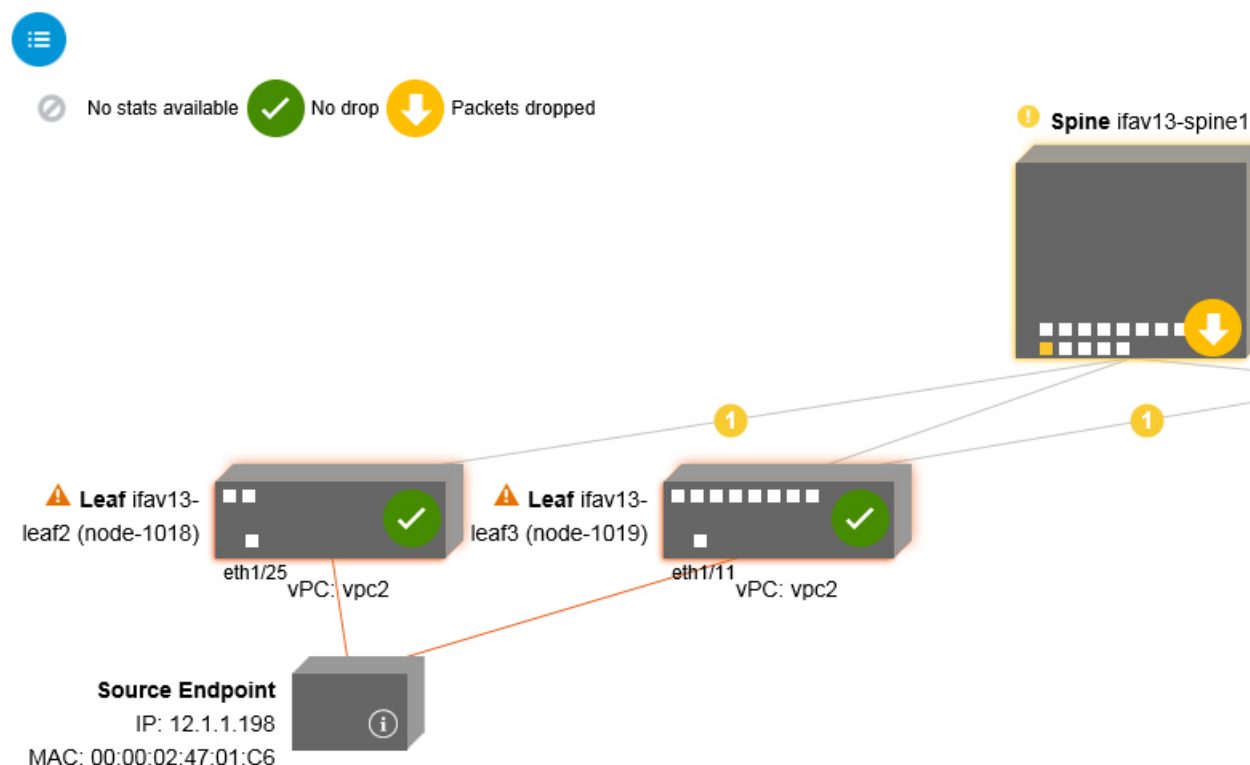 No stats available No drop Packets dropped
Spine ifav13-spine1
1 1
Leaf ifav13-
leaf2 (node-1018)
eth1/25
vPC: vpc2
Leaf ifav13-
leaf3 (node-1019)
eth1/11
vPC: vpc2
Source Endpoint
IP: 12.1.1.198
MAC: 00:00:02:47:01:C6